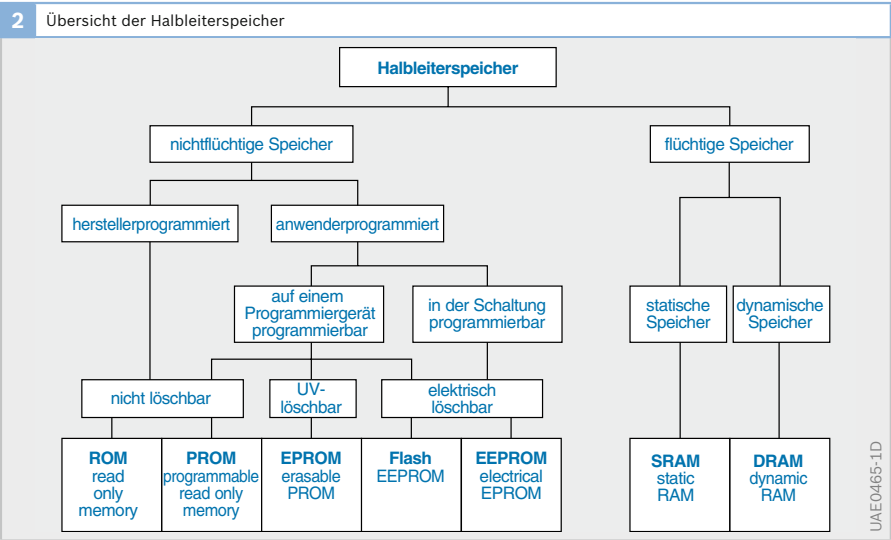 2 Übersicht der Halbleiterspeicher
Halbleiterspeicher
nichtflüchtige Speicher
flüchtige Speicher
herstellerprogrammiert
anwenderprogrammiert
auf einem
Programmiergerät
programmierbar
in der Schaltung
programmierbar
statische
Speicher
dynamische
Speicher
nicht löschbar
UV-
löschbar
elektrisch
löschbar
ROM
read
only
memory
PROM
programmable
read only
memory
EPROM
erasable
PROM
Flash
EEPROM
EEPROM
electrical
EPROM
SRAM
static
RAM
DRAM
dynamic
RAM
UAE0465-1D